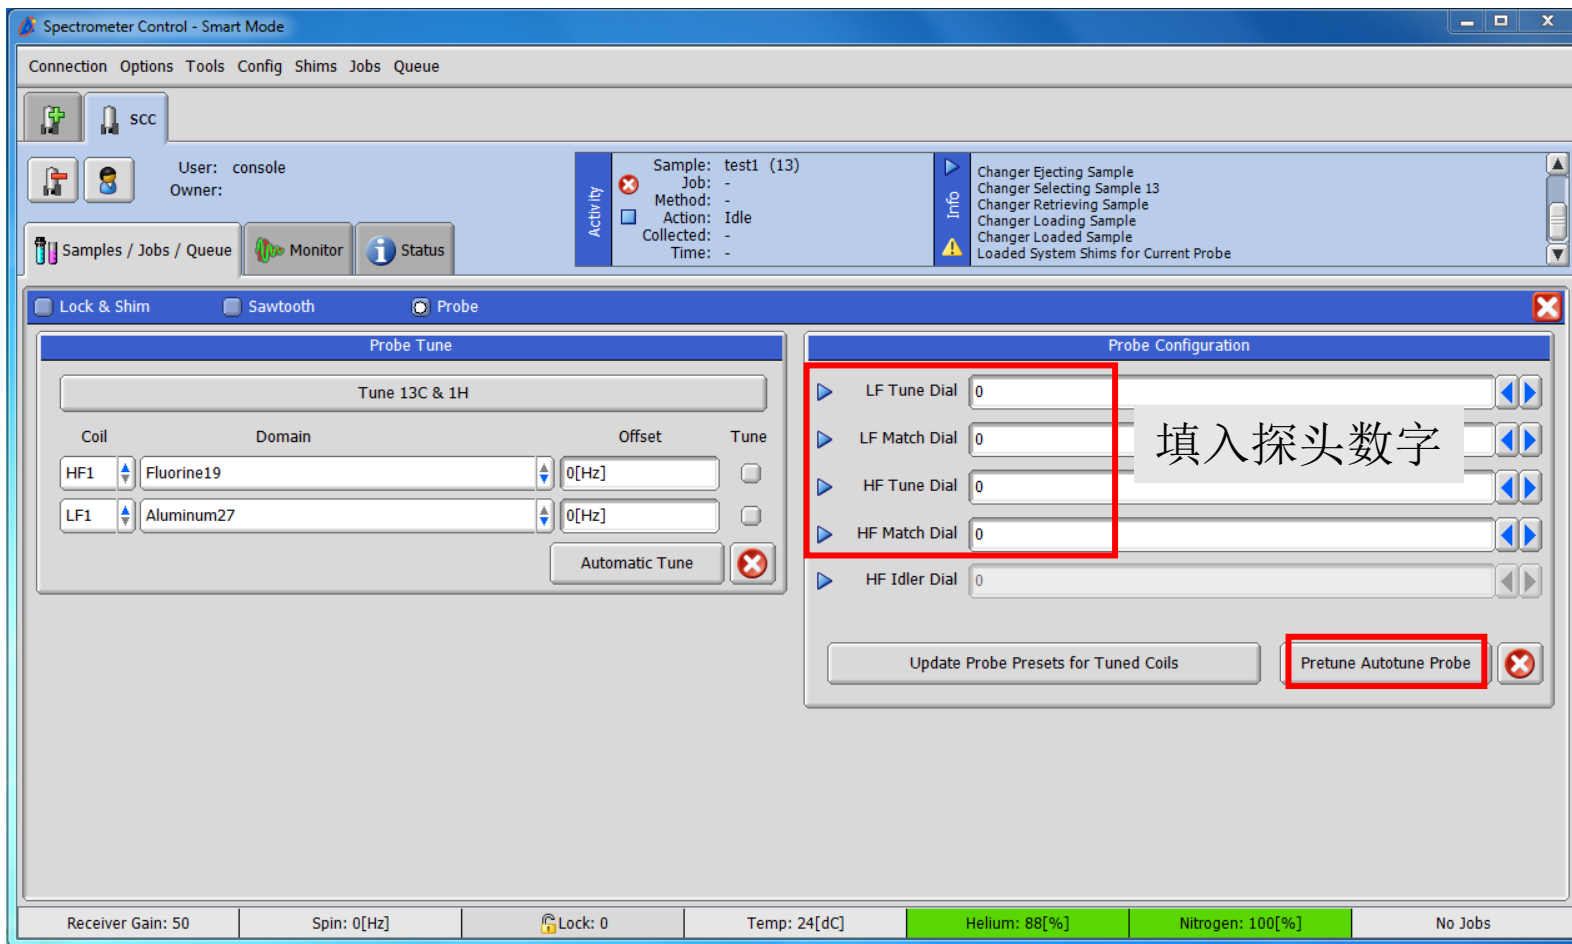 Spectrometer Control - Smart Mode
Connection Options Tools Config Shims Jobs Queue
scc
User: console
Owner:
Samples / Jobs / Queue
Monitor
Status
Activity
Sample: test1 (13)
Job: -
Method: -
Action: Idle
Collected: -
Time: -
Info
Changer Ejecting Sample
Changer Selecting Sample 13
Changer Retrieving Sample
Changer Loading Sample
Changer Loaded Sample
Loaded System Shims for Current Probe
Lock & Shim
Sawtooth
Probe
Probe Tune
Tune 13C & 1H
Coil Domain Offset Tune
HF1 Fluorine19 0[Hz]
LF1 Aluminum27 0[Hz]
Automatic Tune
Probe Configuration
LF Tune Dial 0
LF Match Dial 0
HF Tune Dial 0
HF Match Dial 0
HF Idler Dial 0
填入探头数字
Update Probe Presets for Tuned Coils
Pretune Autotune Probe
Receiver Gain: 50
Spin: 0[Hz]
Lock: 0
Temp: 24[dC]
Helium: 88[%]
Nitrogen: 100[%]
No Jobs